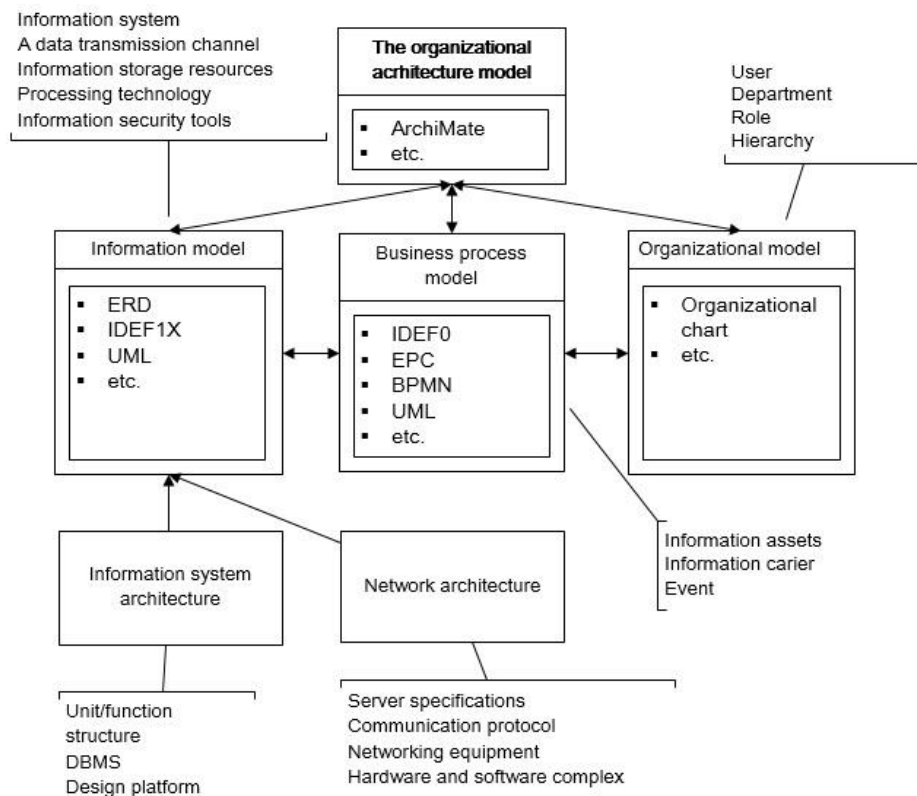 Information system
A data transmission channel
Information storage resources
Processing technology
Information security tools
The organizational
acrhitecture model
▪ ArchiMate
▪ etc.
User
Department
Role
Hierarchy
Information model
▪ ERD
▪ IDEF1X
▪ UML
▪ etc.
Business process
model
▪ IDEF0
▪ EPC
▪ BPMN
▪ UML
▪ etc.
Organizational model
▪ Organizational
chart
▪ etc.
Information assets
Information carier
Event
Information system
architecture
Network architecture
Unit/function
structure
DBMS
Design platform
Server specifications
Communication protocol
Networking equipment
Hardware and software complex